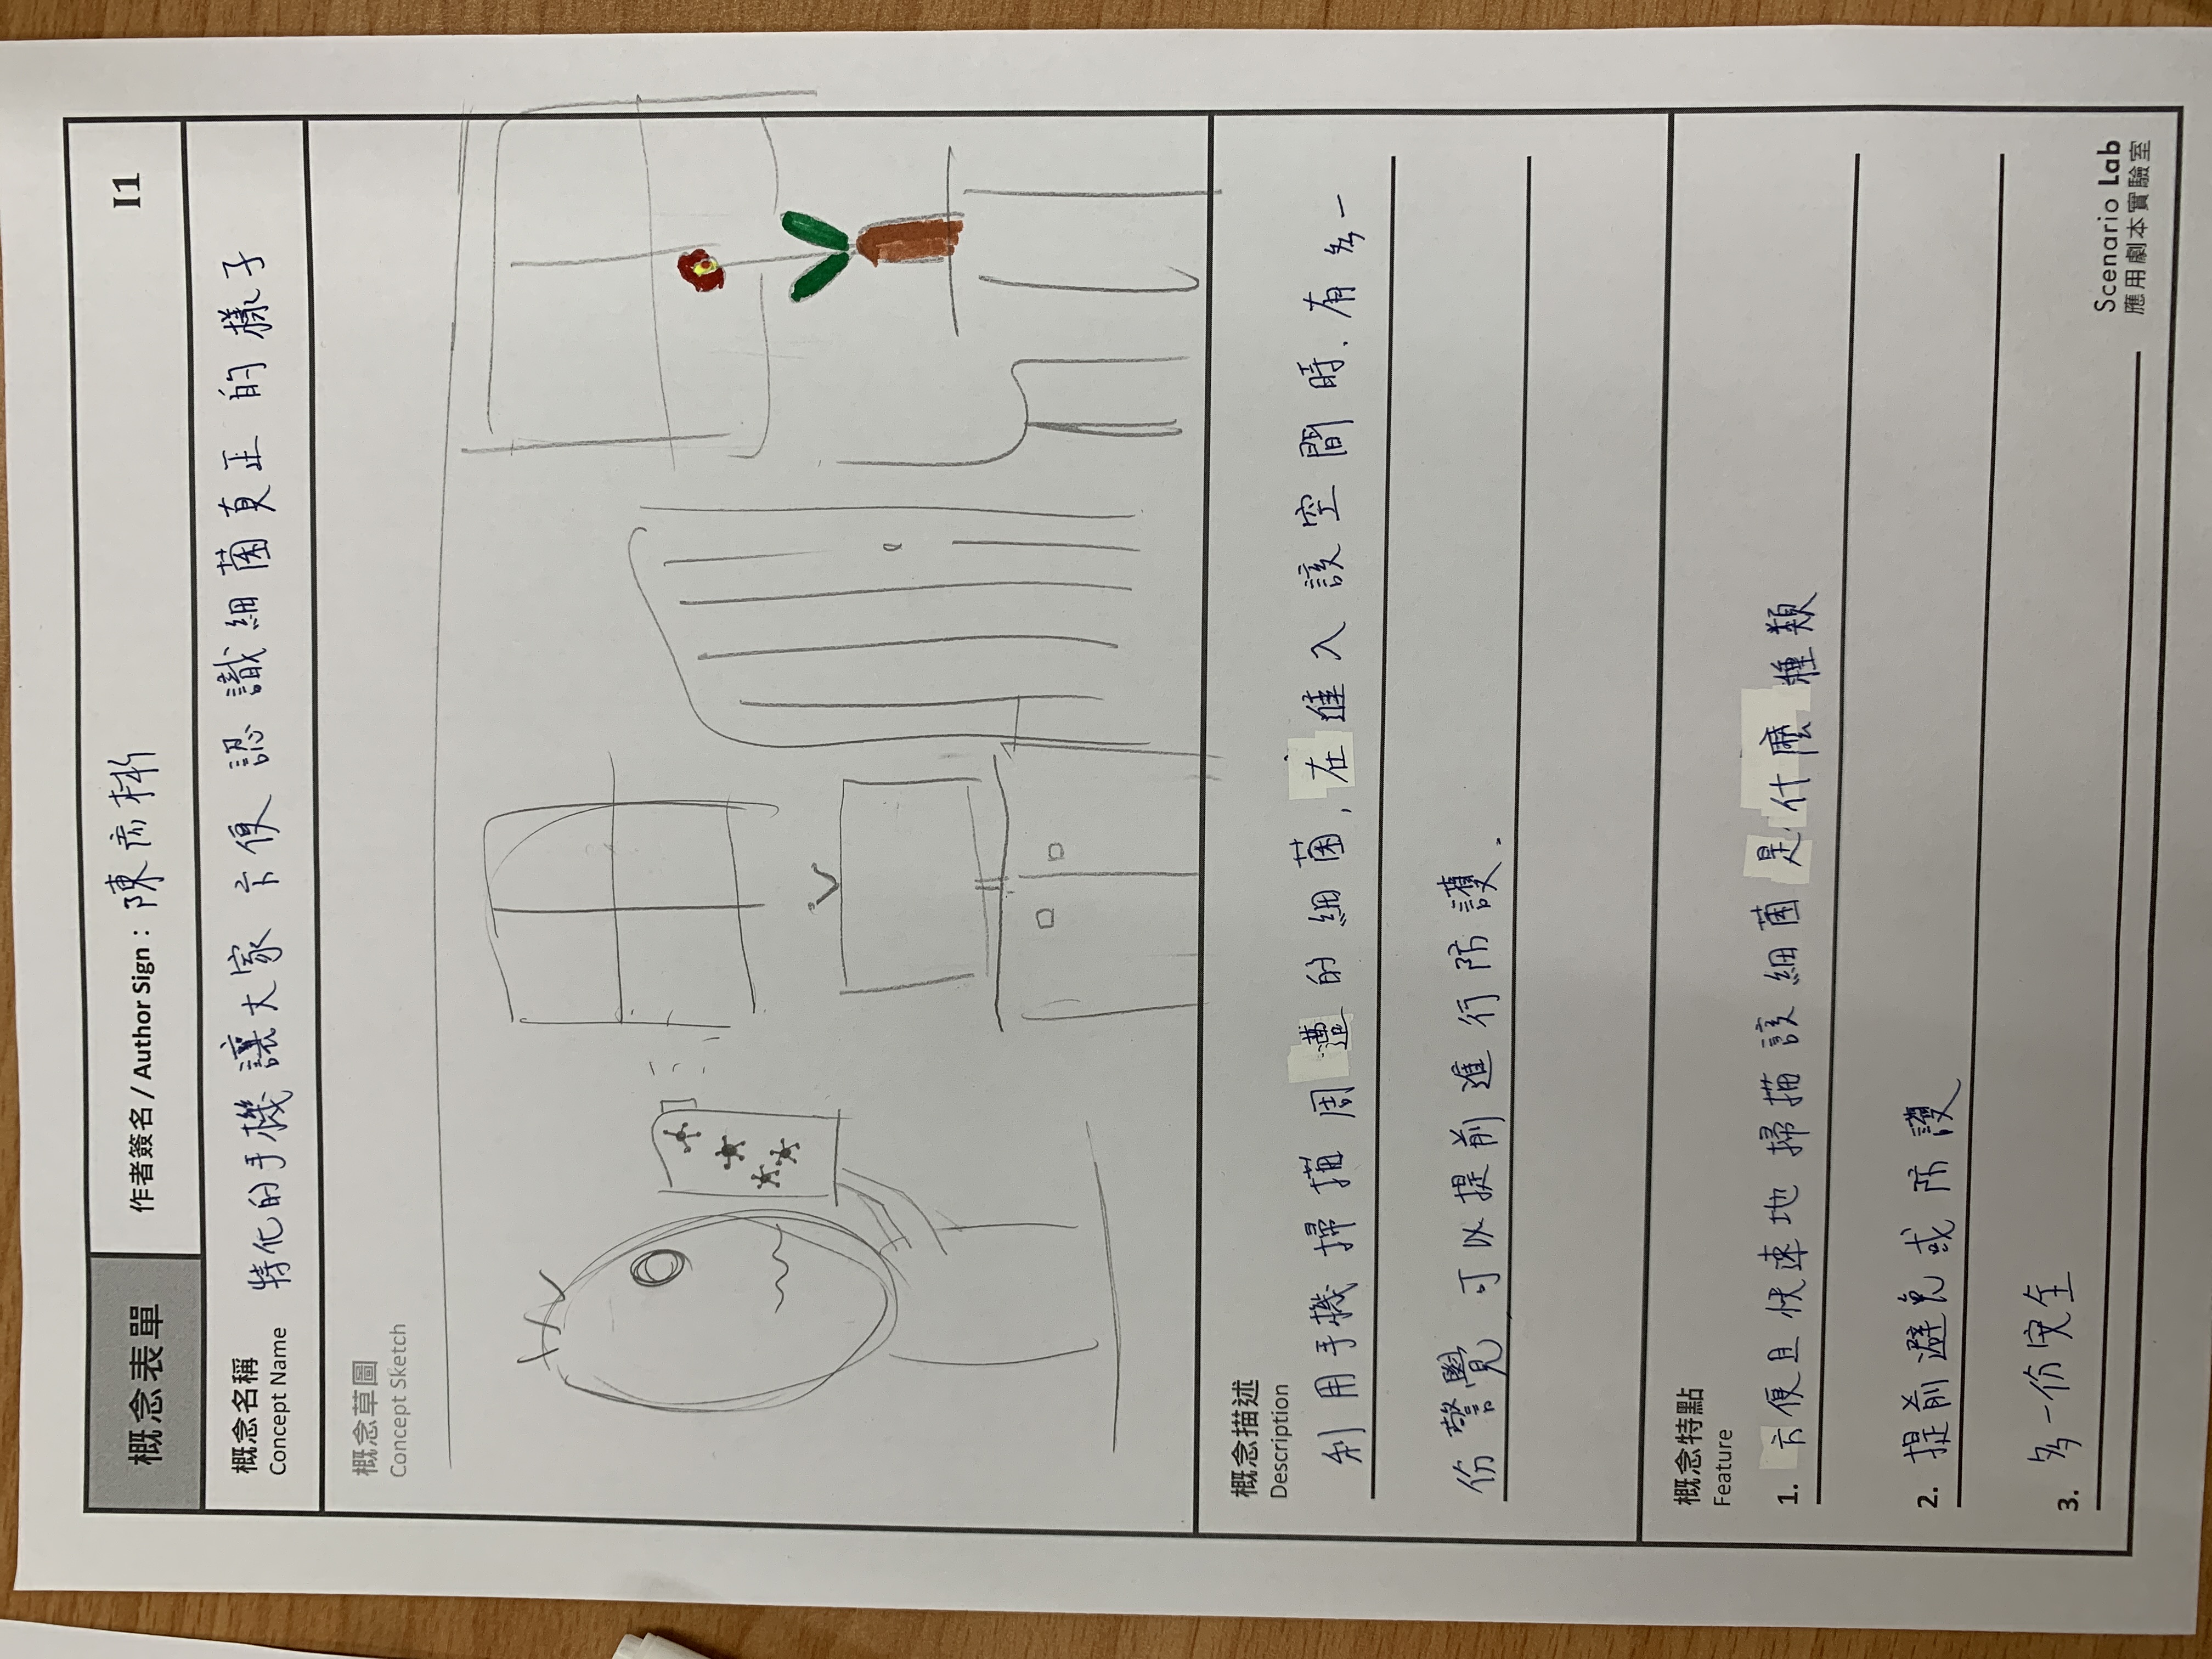 概念表單
作者簽名 / Author Sign：陳彥彬
I1
概念名稱
Concept Name
特化的手機讓大家方便認識細菌真正的樣子
概念草圖
Concept Sketch
概念描述
Description
利用手機掃描周遭的細菌，在進入該空間時．有多一
份警覺 可以提前進行防護．
概念特點
Feature
1. 方便且快速地掃描該細菌是什麼種類
2. 提前避免或防護
3. 多一份安全
Scenario Lab
應用劇本實驗室